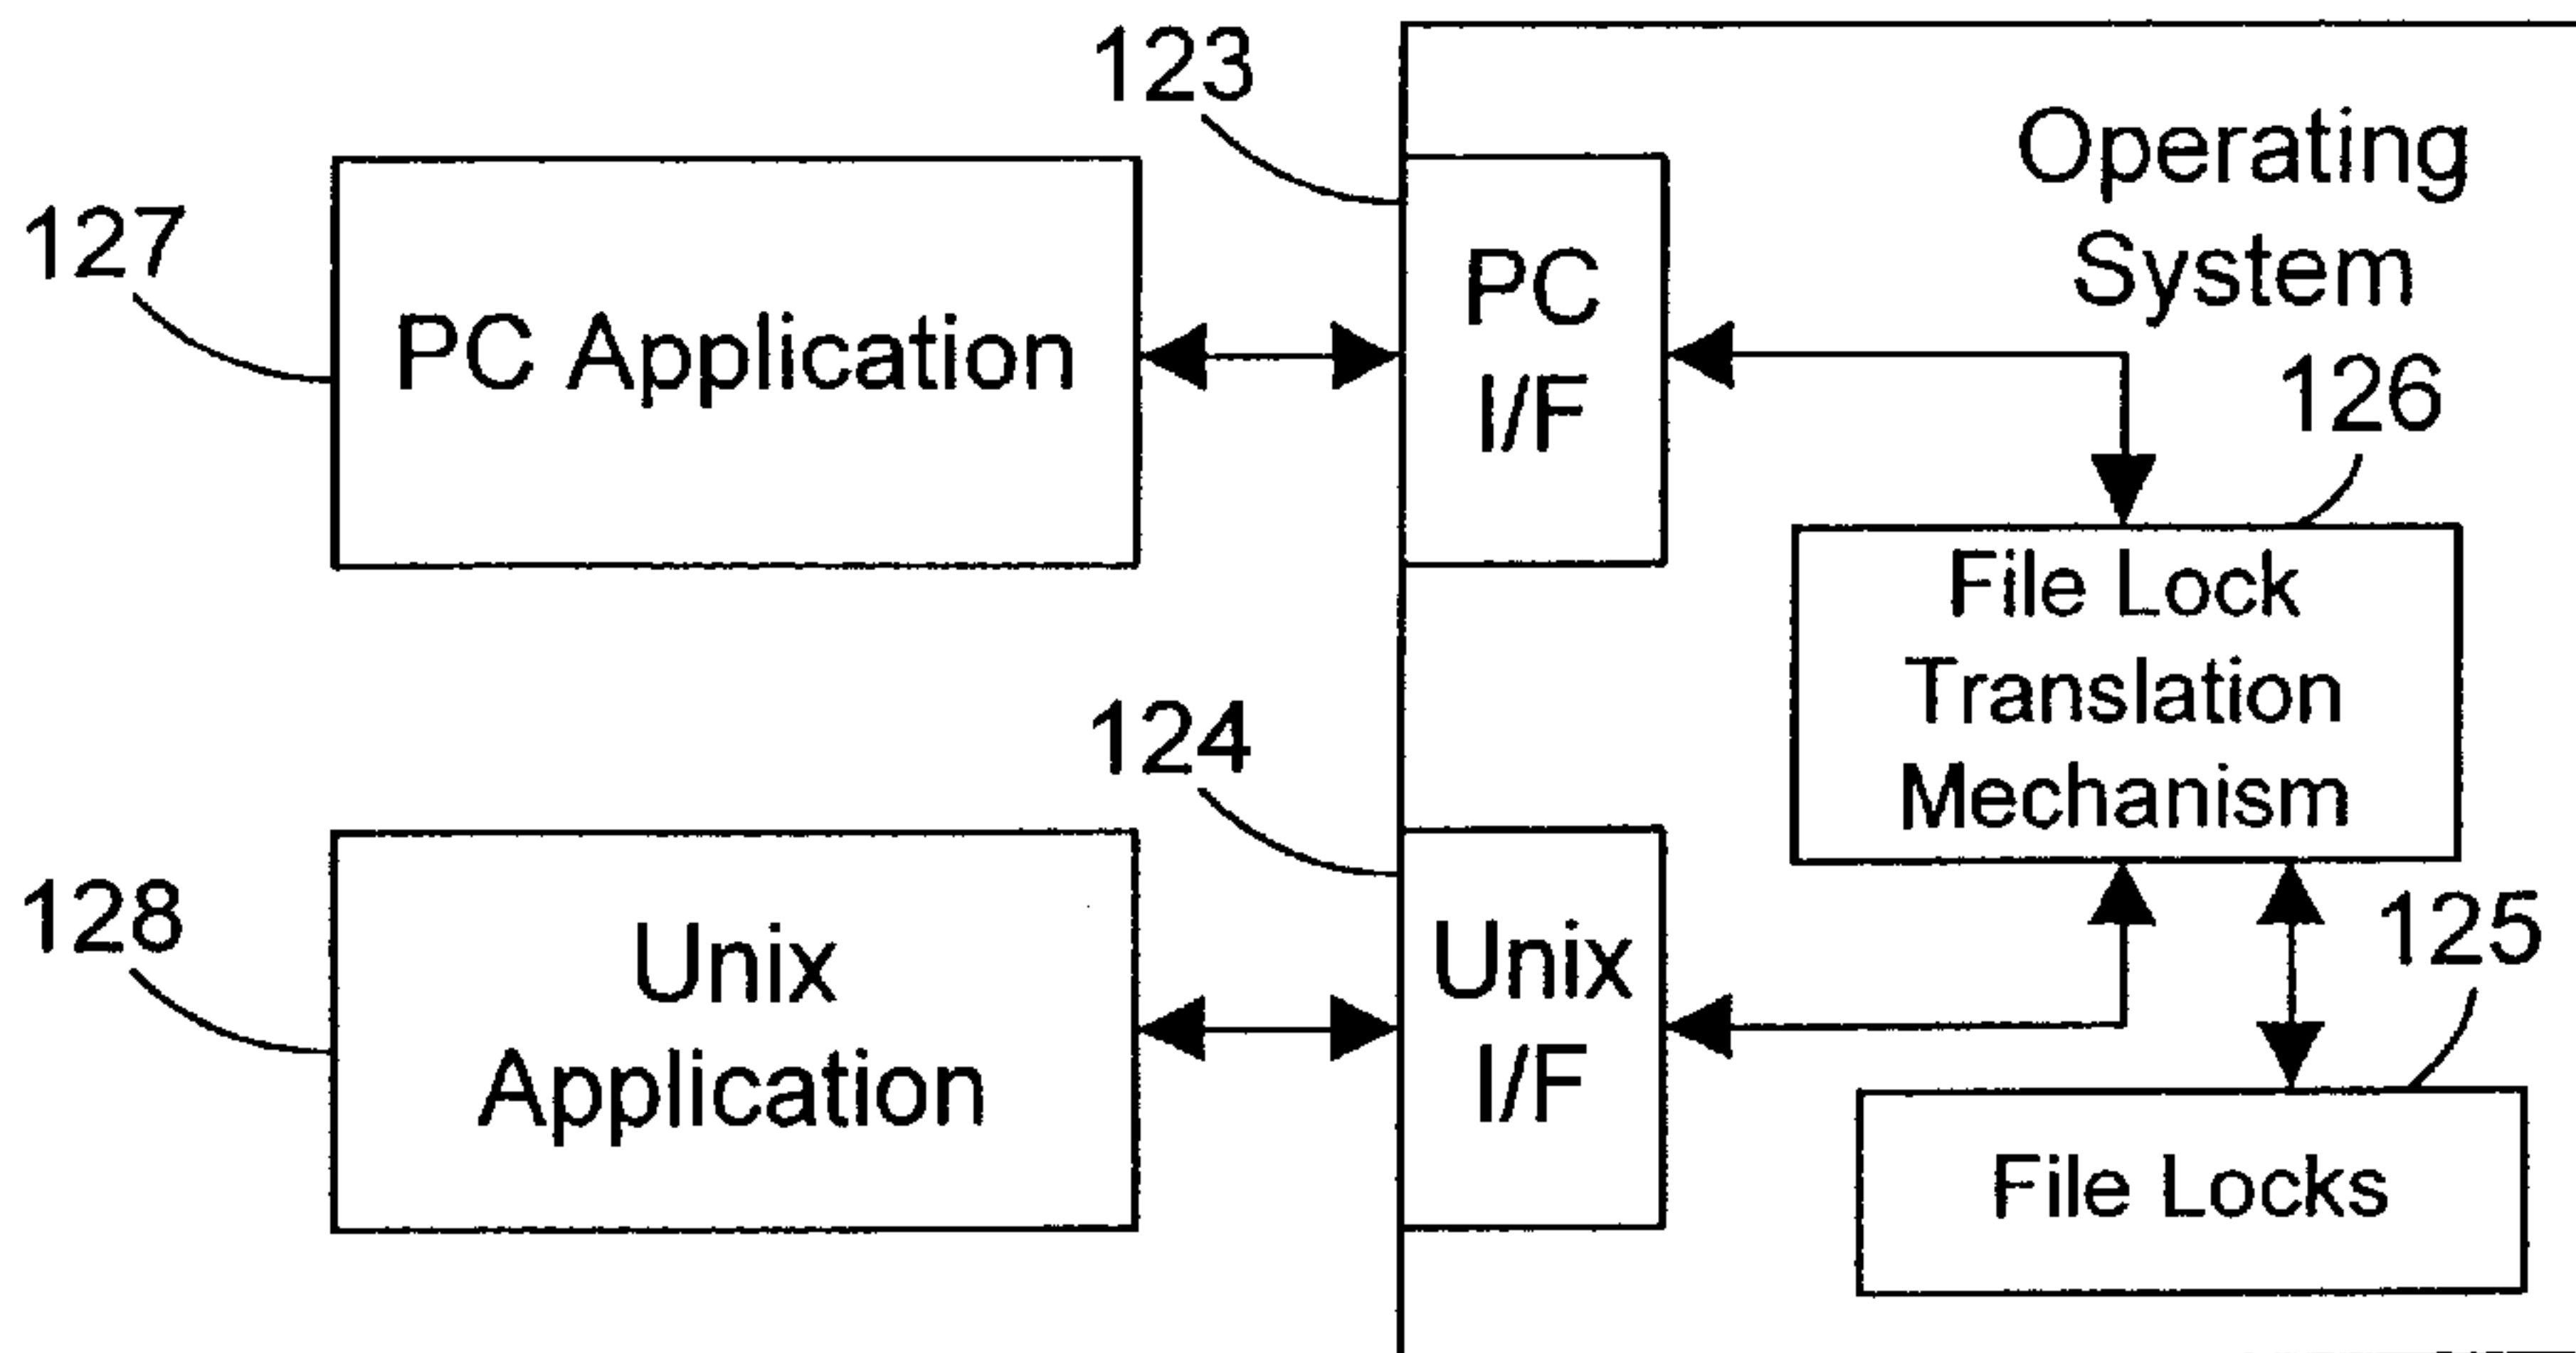 123
Operating
System
127
PC Application
PC
I/F
126
File Lock
Translation
Mechanism
124
128
Unix
Application
Unix
I/F
125
File Locks